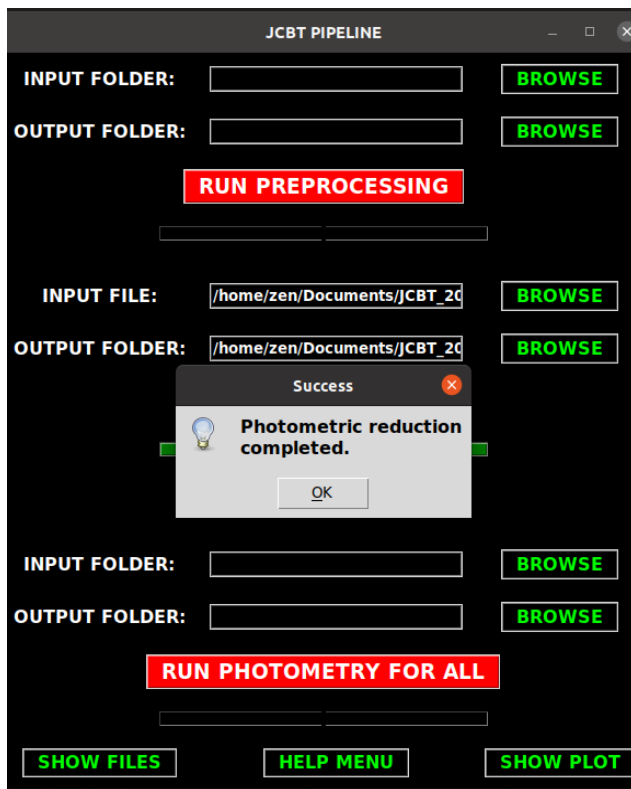 JCBT PIPELINE
INPUT FOLDER: BROWSE
OUTPUT FOLDER: BROWSE
RUN PREPROCESSING
INPUT FILE: /home/zen/Documents/JCBT_20 BROWSE
OUTPUT FOLDER: /home/zen/Documents/JCBT_20 BROWSE
Success
Photometric reduction
completed.
OK
INPUT FOLDER: BROWSE
OUTPUT FOLDER: BROWSE
RUN PHOTOMETRY FOR ALL
SHOW FILES HELP MENU SHOW PLOT